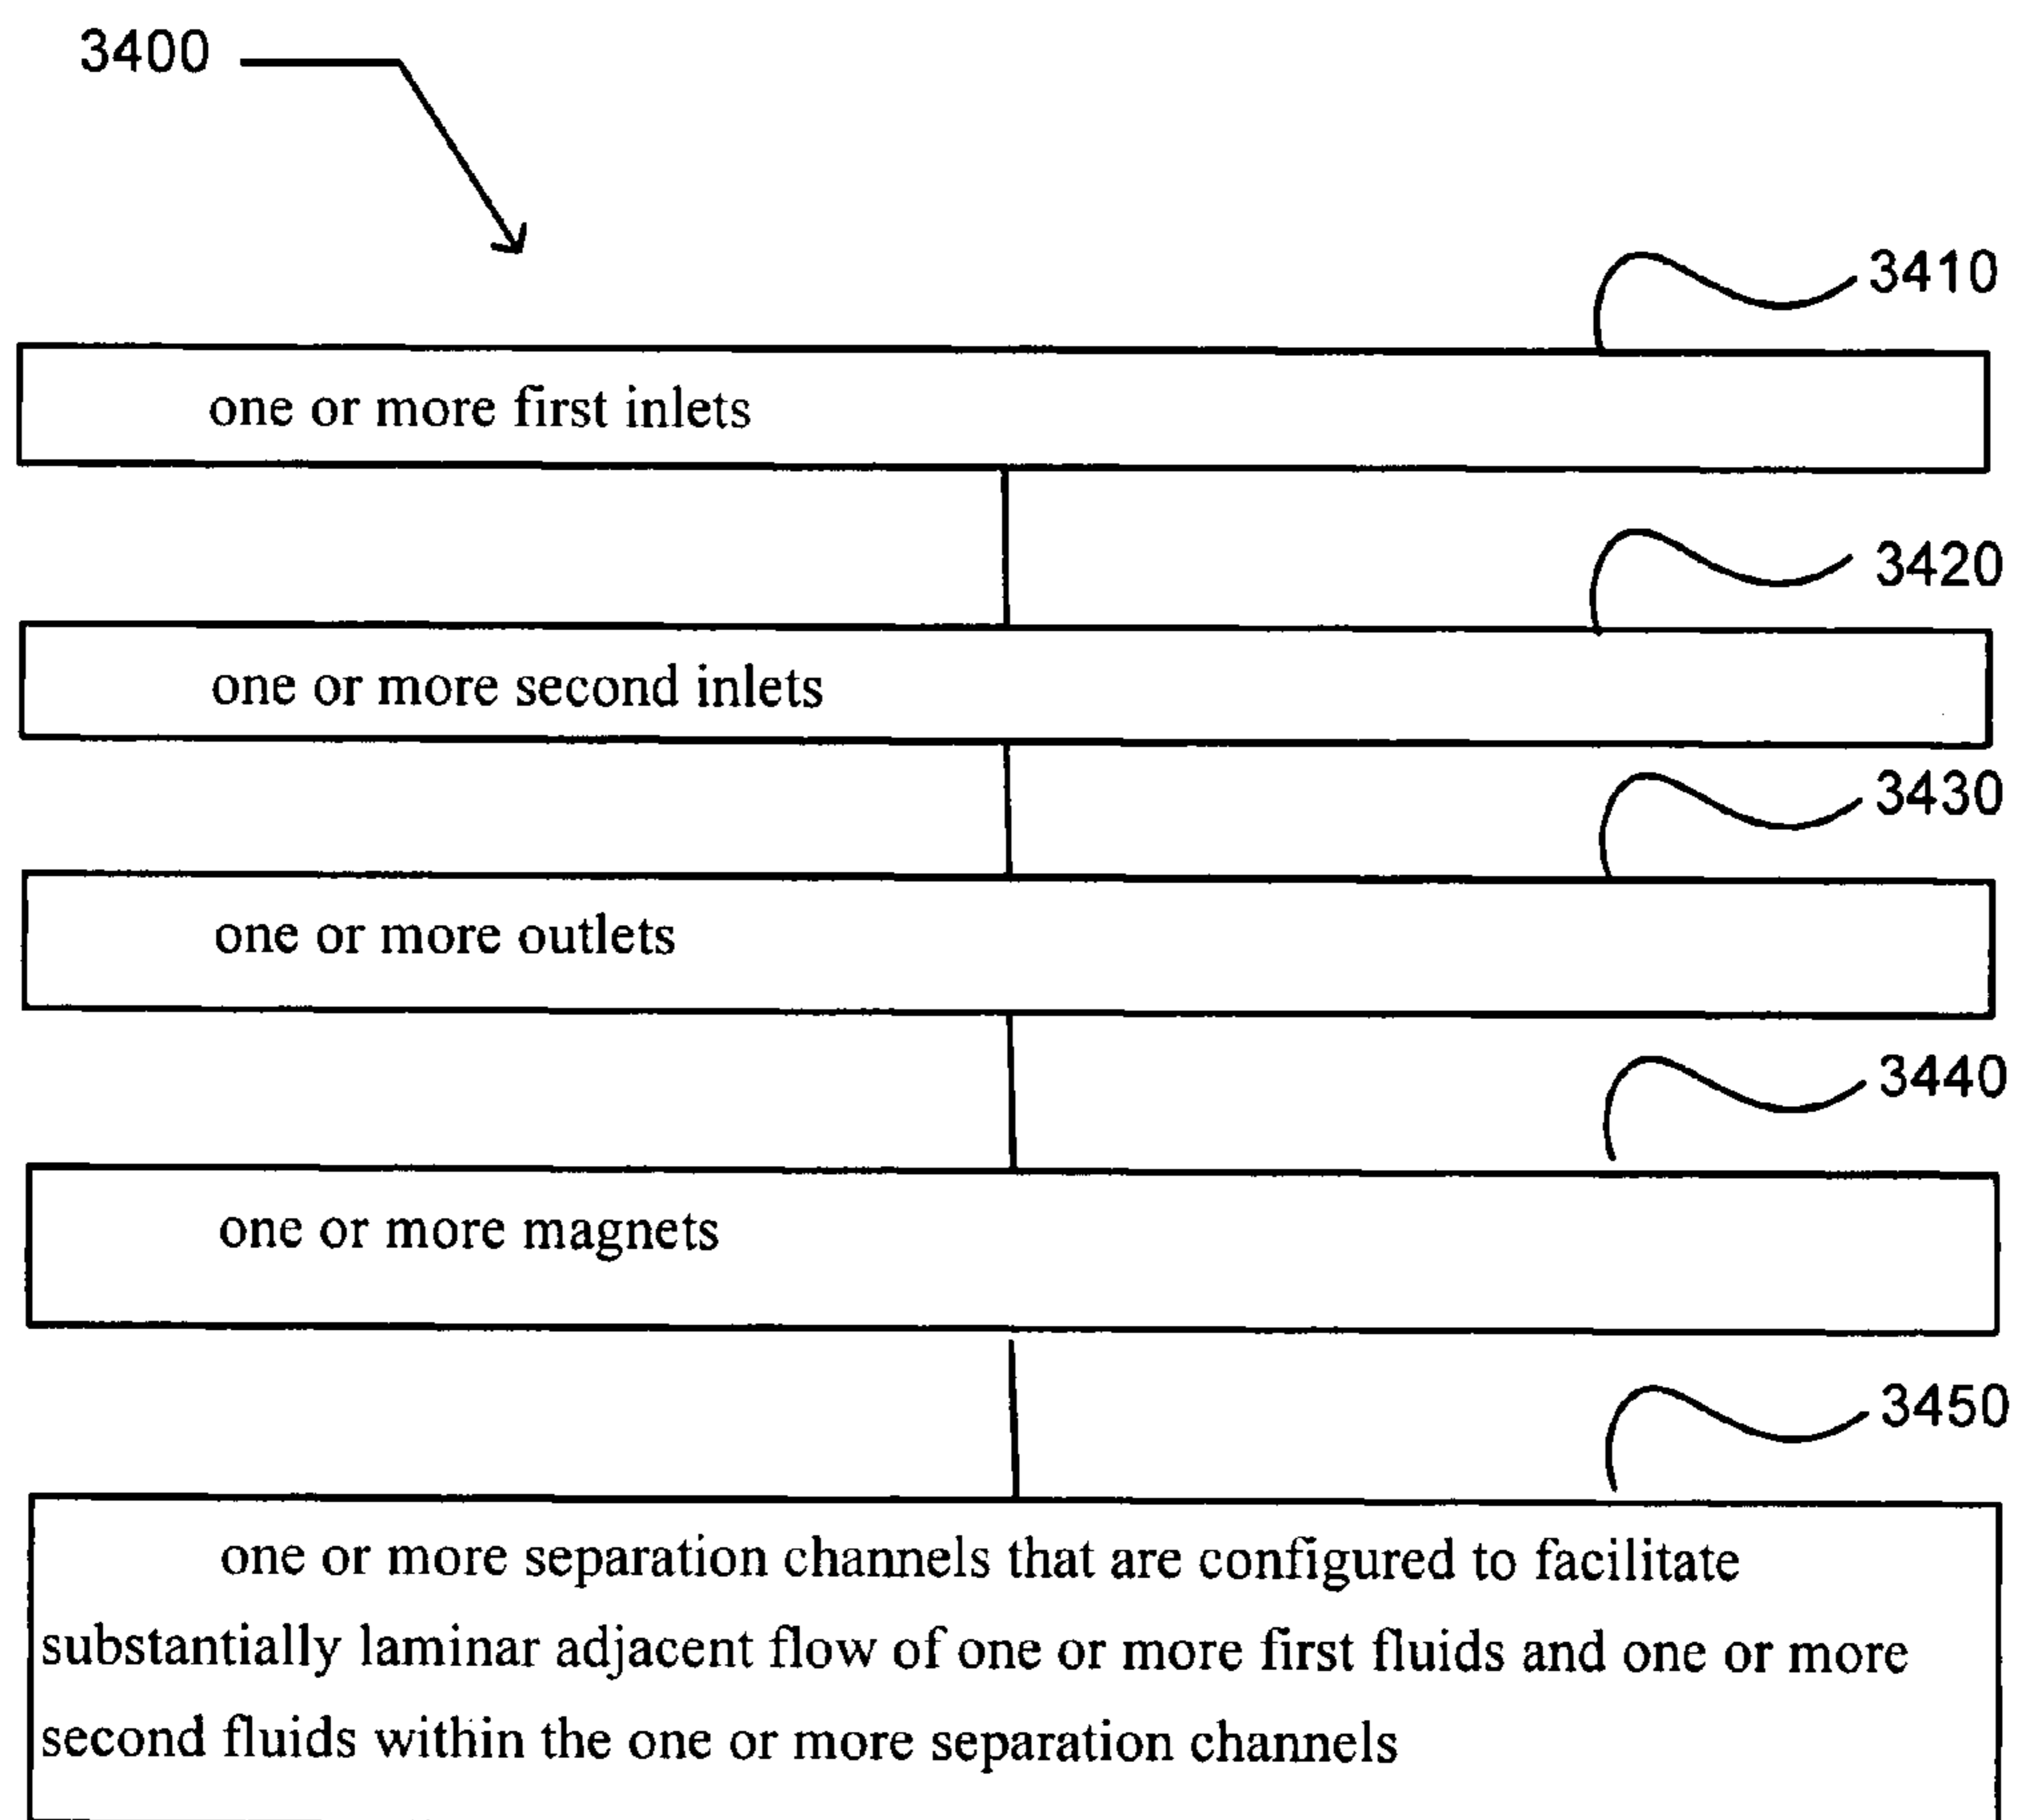 3400
3410
one or more first inlets
3420
one or more second inlets
3430
one or more outlets
3440
one or more magnets
3450
one or more separation channels that are configured to facilitate
substantially laminar adjacent flow of one or more first fluids and one or more
second fluids within the one or more separation channels